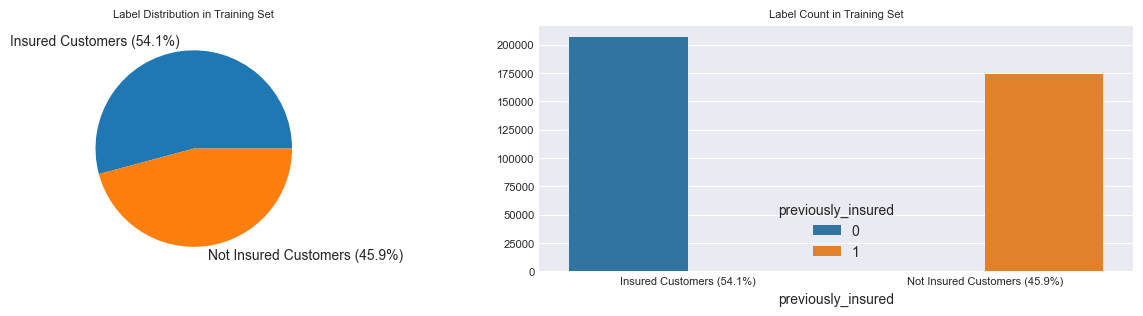 Label Distribution in Training Set
Insured Customers (54.1%)
Not Insured Customers (45.9%)
Label Count in Training Set
200000
175000
150000
125000
100000
75000
50000
25000
0
previously_insured
0
1
Insured Customers (54.1%)
Not Insured Customers (45.9%)
previously_insured